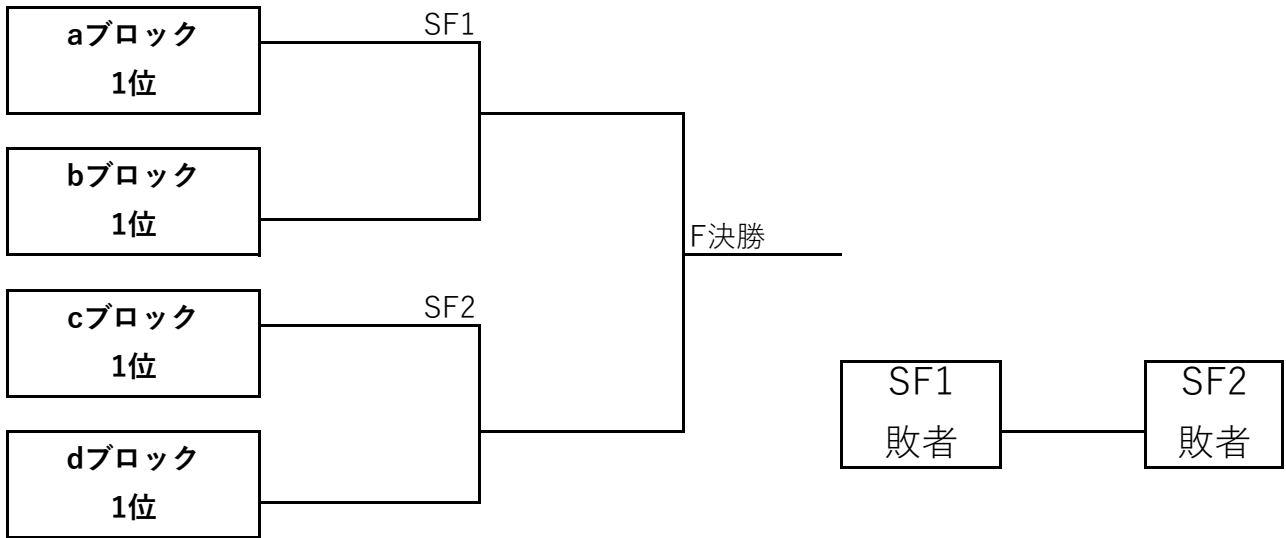 aブロック
1位
SF1
bブロック
1位
F決勝
cブロック
1位
SF2
dブロック
1位
SF1
敗者
SF2
敗者